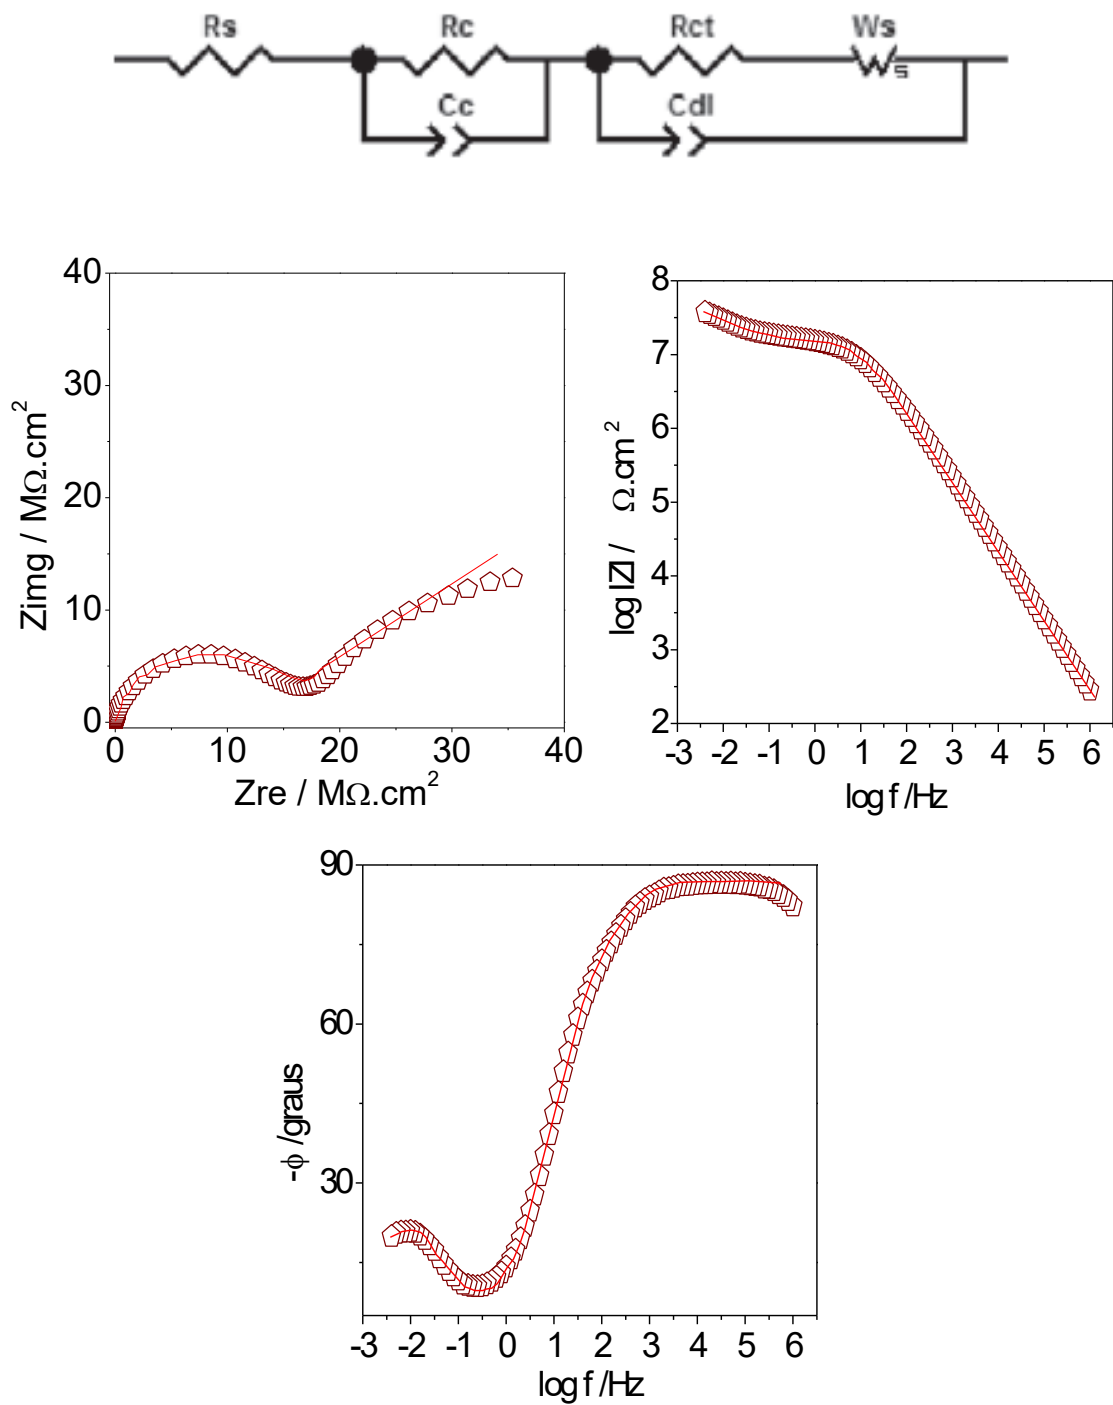 Rs Rc Rct Ws
s
Cc Cdl
40
30
20
10
0
Zimg / MΩ.cm²
0 10 20 30 40
Zre / MΩ.cm²
8
7
6
5
4
3
2
log IZI / Ω.cm²
-3 -2 -1 0 1 2 3 4 5 6
log f /Hz
90
60
30
-ϕ /graus
-3 -2 -1 0 1 2 3 4 5 6
log f /Hz